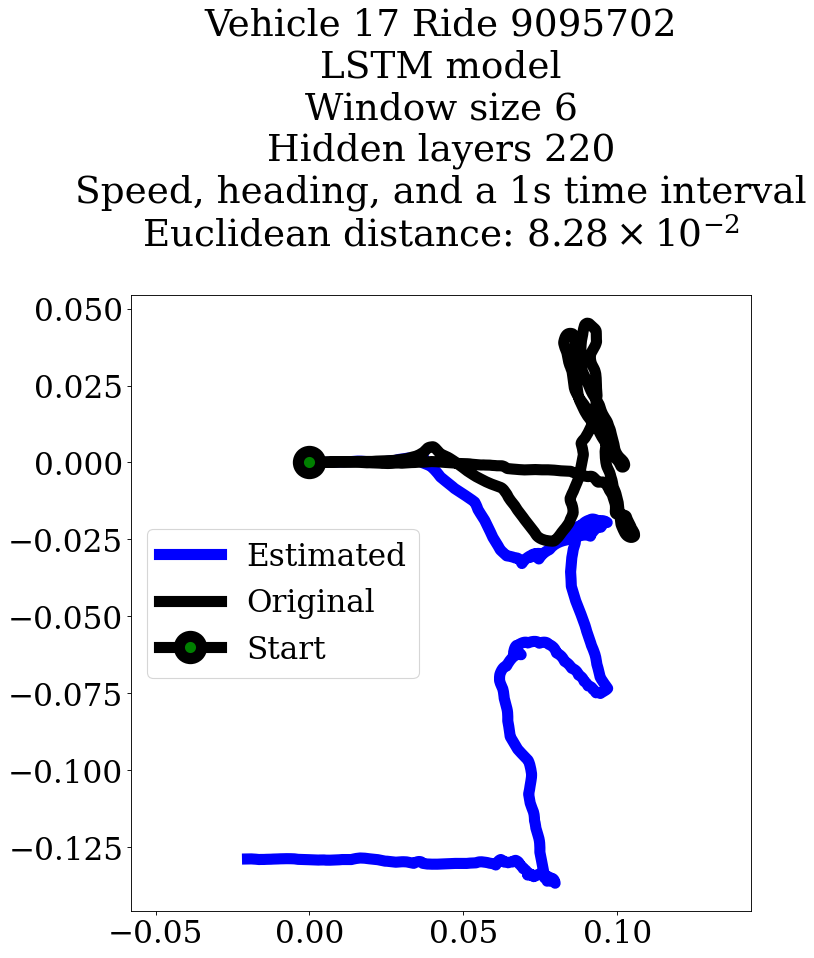 Vehicle 17 Ride 9095702
LSTM model
Window size 6
Hidden layers 220
Speed, heading, and a 1s time interval
Euclidean distance: 8.28 × 10⁻²
0.050
0.025
0.000
−0.025
−0.050
−0.075
−0.100
−0.125
Estimated
Original
Start
−0.05 0.00 0.05 0.10